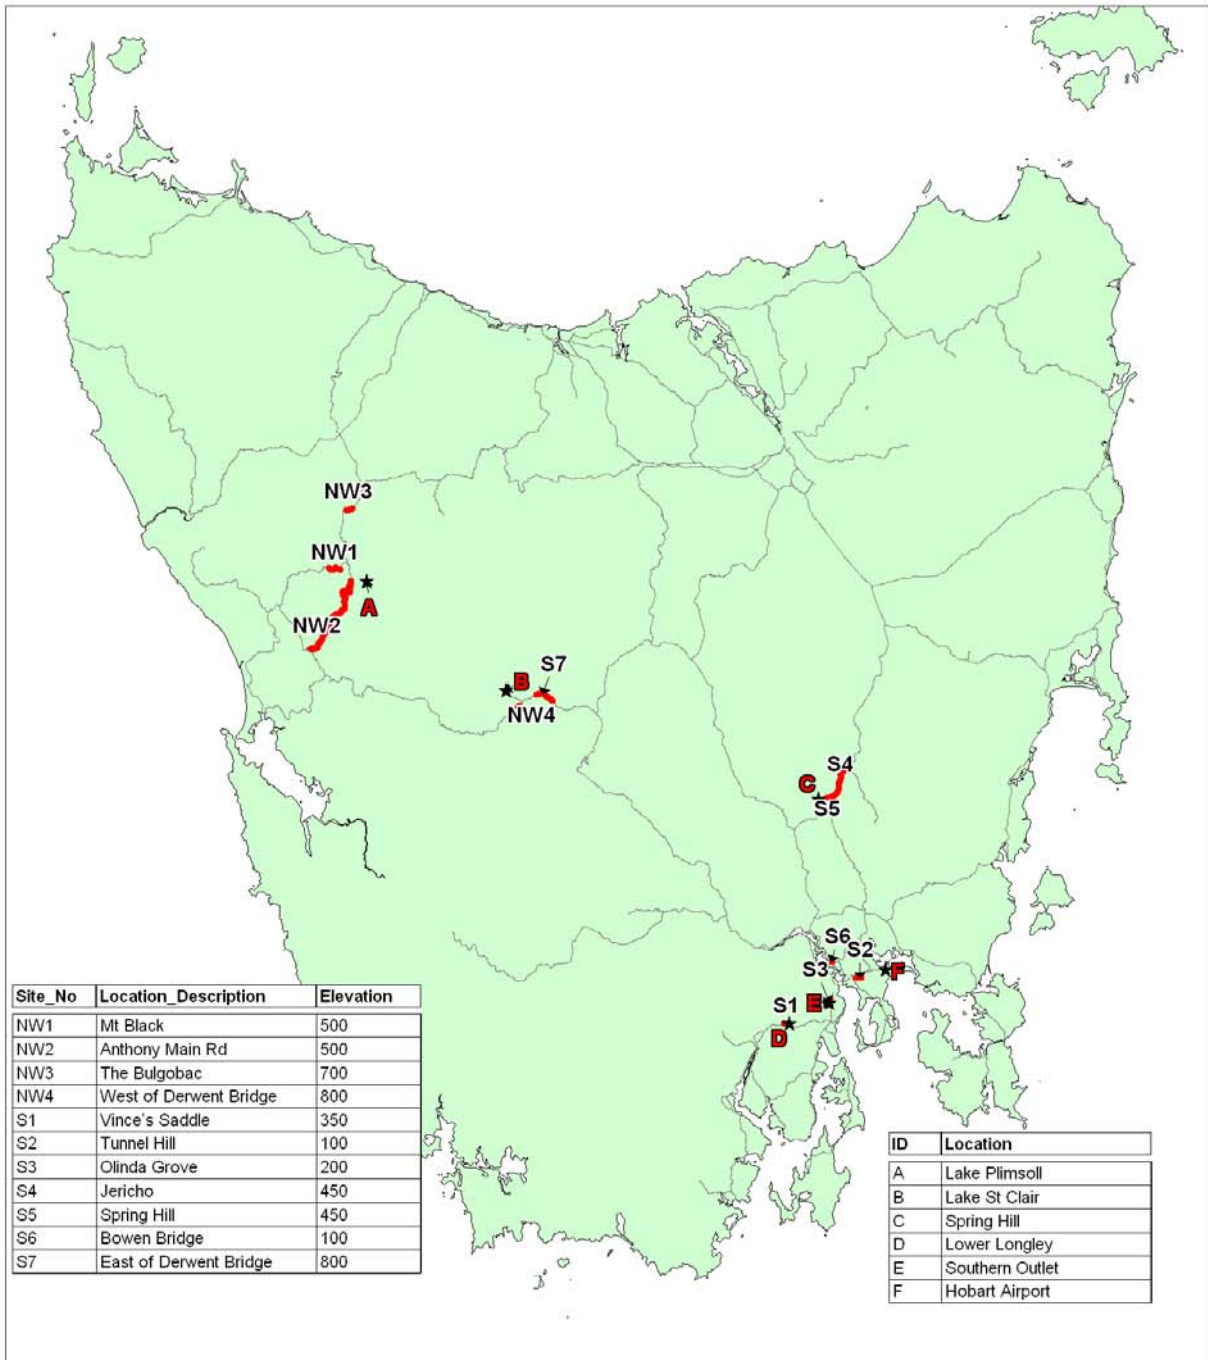 NW3
NW1
A
NW2
B
S7
NW4
C
S4
S5
S6
S2
S3
F
E
S1
D
Site_No Location_Description Elevation
NW1 Mt Black 500
NW2 Anthony Main Rd 500
NW3 The Bulgobac 700
NW4 West of Derwent Bridge 800
S1 Vince's Saddle 350
S2 Tunnel Hill 100
S3 Olinda Grove 200
S4 Jericho 450
S5 Spring Hill 450
S6 Bowen Bridge 100
S7 East of Derwent Bridge 800
ID Location
A Lake Plimsoll
B Lake St Clair
C Spring Hill
D Lower Longley
E Southern Outlet
F Hobart Airport